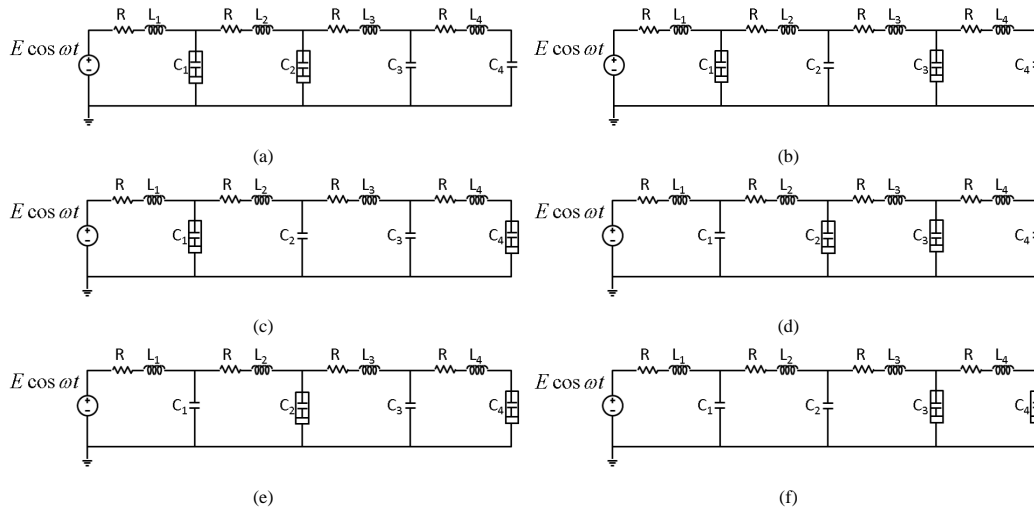 R L₁ R L₂ R L₃ R L₄
E cos ωt
C₁ C₂ C₃ C₄
(a)
R L₁ R L₂ R L₃ R L₄
E cos ωt
C₁ C₂ C₃ C₄
(b)
R L₁ R L₂ R L₃ R L₄
E cos ωt
C₁ C₂ C₃ C₄
(c)
R L₁ R L₂ R L₃ R L₄
E cos ωt
C₁ C₂ C₃ C₄
(d)
R L₁ R L₂ R L₃ R L₄
E cos ωt
C₁ C₂ C₃ C₄
(e)
R L₁ R L₂ R L₃ R L₄
E cos ωt
C₁ C₂ C₃ C₄
(f)